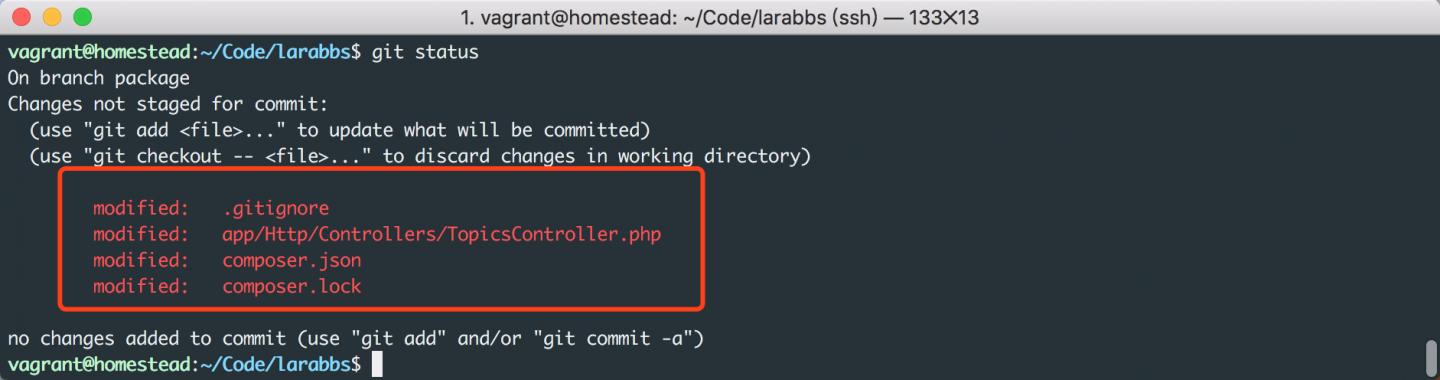 1. vagrant@homestead: ~/Code/larabbs (ssh) — 133×13
vagrant@homestead:~/Code/larabbs$ git status
On branch package
Changes not staged for commit:
  (use "git add <file>..." to update what will be committed)
  (use "git checkout -- <file>..." to discard changes in working directory)
        modified:   .gitignore
        modified:   app/Http/Controllers/TopicsController.php
        modified:   composer.json
        modified:   composer.lock
no changes added to commit (use "git add" and/or "git commit -a")
vagrant@homestead:~/Code/larabbs$